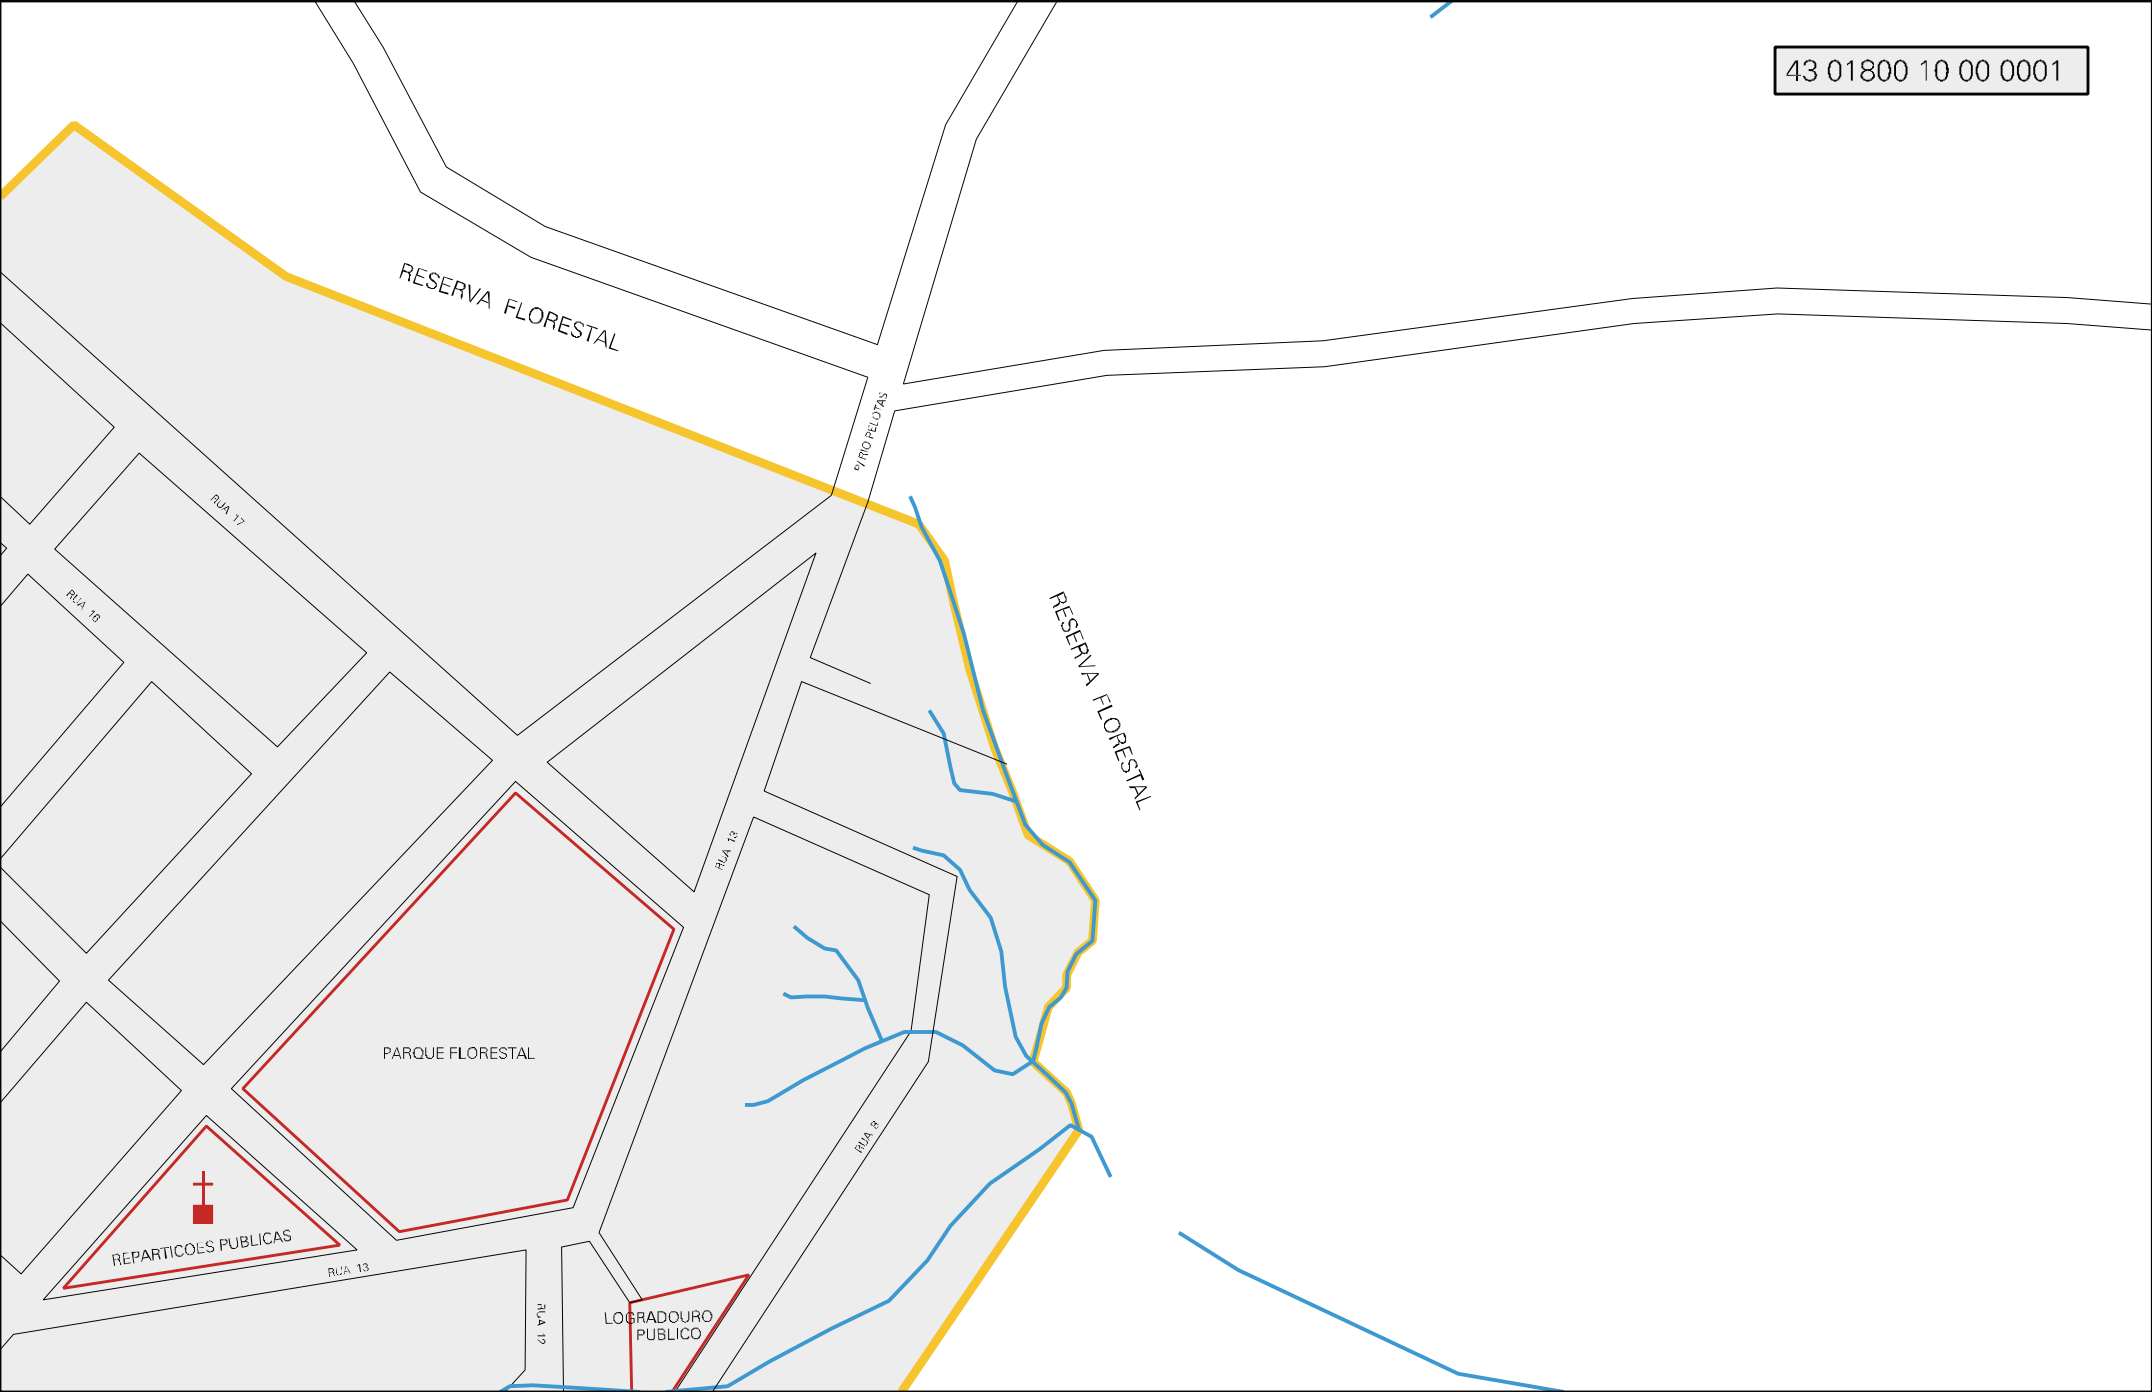 43 01800 10 00 0001
RESERVA FLORESTAL
P/ RIO PELOTAS
RUA 17
RUA 16
RESERVA FLORESTAL
RUA 13
PARQUE FLORESTAL
RUA 8
REPARTICOES PUBLICAS
RUA 13
RUA 12
LOGRADOURO
PUBLICO